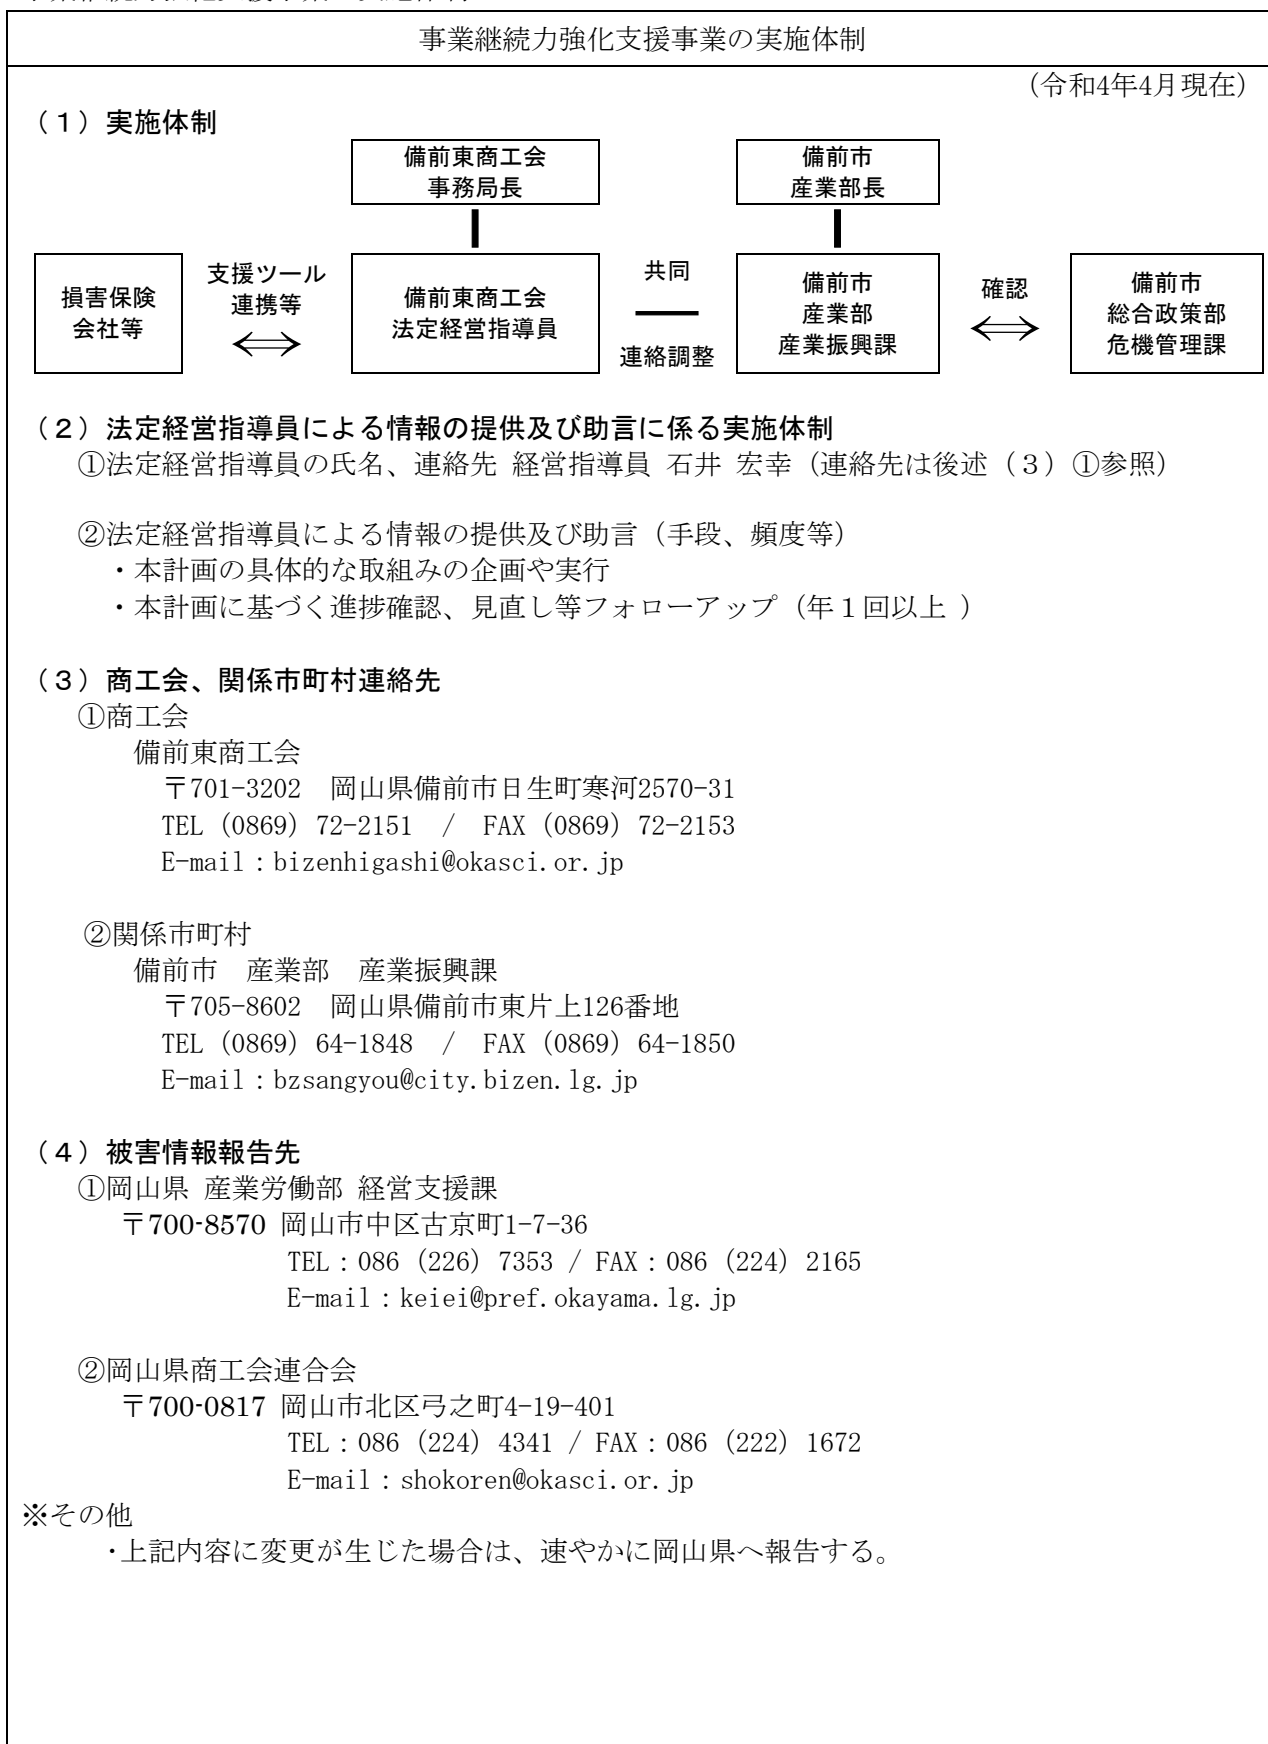 事業継続力強化支援事業の実施体制
（令和4年4月現在）
（１）実施体制
備前東商工会
事務局長
備前市
産業部長
損害保険
会社等
支援ツール
連携等
備前東商工会
法定経営指導員
共同
連絡調整
備前市
産業部
産業振興課
確認
備前市
総合政策部
危機管理課
（２）法定経営指導員による情報の提供及び助言に係る実施体制
①法定経営指導員の氏名、連絡先 経営指導員 石井 宏幸（連絡先は後述（３）①参照）
②法定経営指導員による情報の提供及び助言（手段、頻度等）
・本計画の具体的な取組みの企画や実行
・本計画に基づく進捗確認、見直し等フォローアップ（年１回以上 ）
（３）商工会、関係市町村連絡先
①商工会
備前東商工会
〒701-3202　岡山県備前市日生町寒河2570-31
TEL（0869）72-2151　/　FAX（0869）72-2153
E-mail：bizenhigashi@okasci.or.jp
②関係市町村
備前市　産業部　産業振興課
〒705-8602　岡山県備前市東片上126番地
TEL（0869）64-1848　/　FAX（0869）64-1850
E-mail：bzsangyou@city.bizen.lg.jp
（４）被害情報報告先
①岡山県 産業労働部 経営支援課
〒700-8570 岡山市中区古京町1-7-36
TEL：086（226）7353 / FAX：086（224）2165
E-mail：keiei@pref.okayama.lg.jp
②岡山県商工会連合会
〒700-0817 岡山市北区弓之町4-19-401
TEL：086（224）4341 / FAX：086（222）1672
E-mail：shokoren@okasci.or.jp
※その他
・上記内容に変更が生じた場合は、速やかに岡山県へ報告する。